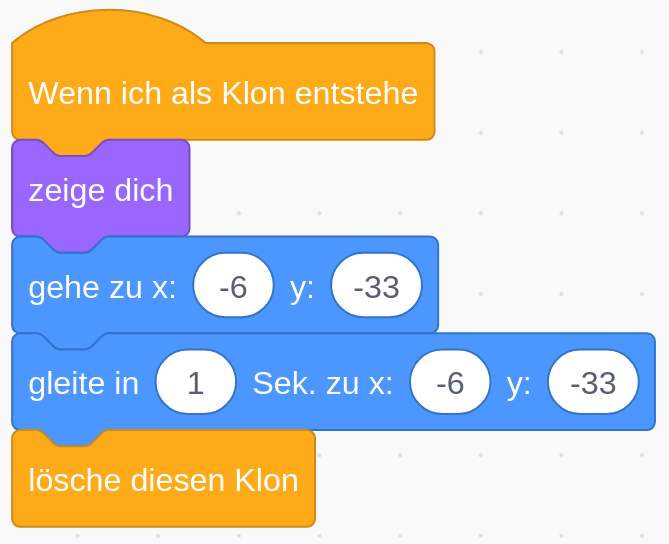 Wenn ich als Klon entstehe
zeige dich
gehe zu x: -6 y: -33
gleite in 1 Sek. zu x: -6 y: -33
lösche diesen Klon